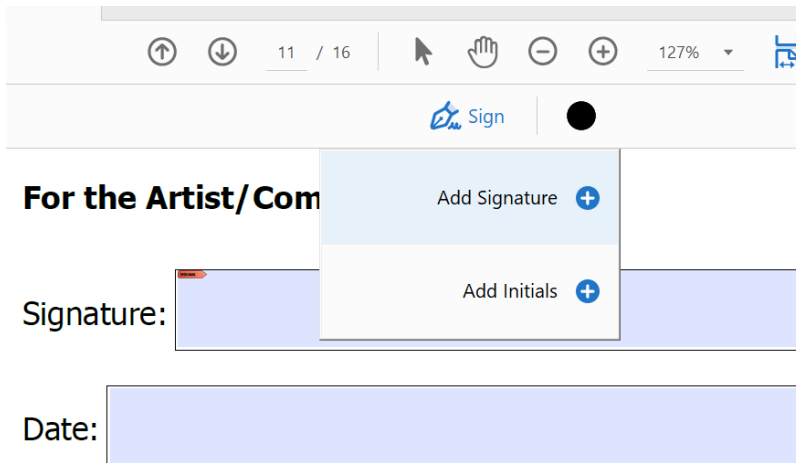 11 / 16 127%
Sign
For the Artist/Com
Add Signature
Add Initials
Signature:
Date: